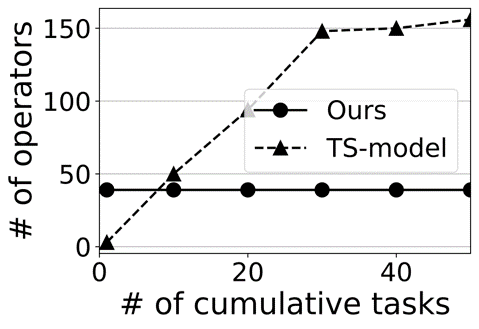 # of operators
150
100
50
0
Ours
TS-model
0 20 40
# of cumulative tasks